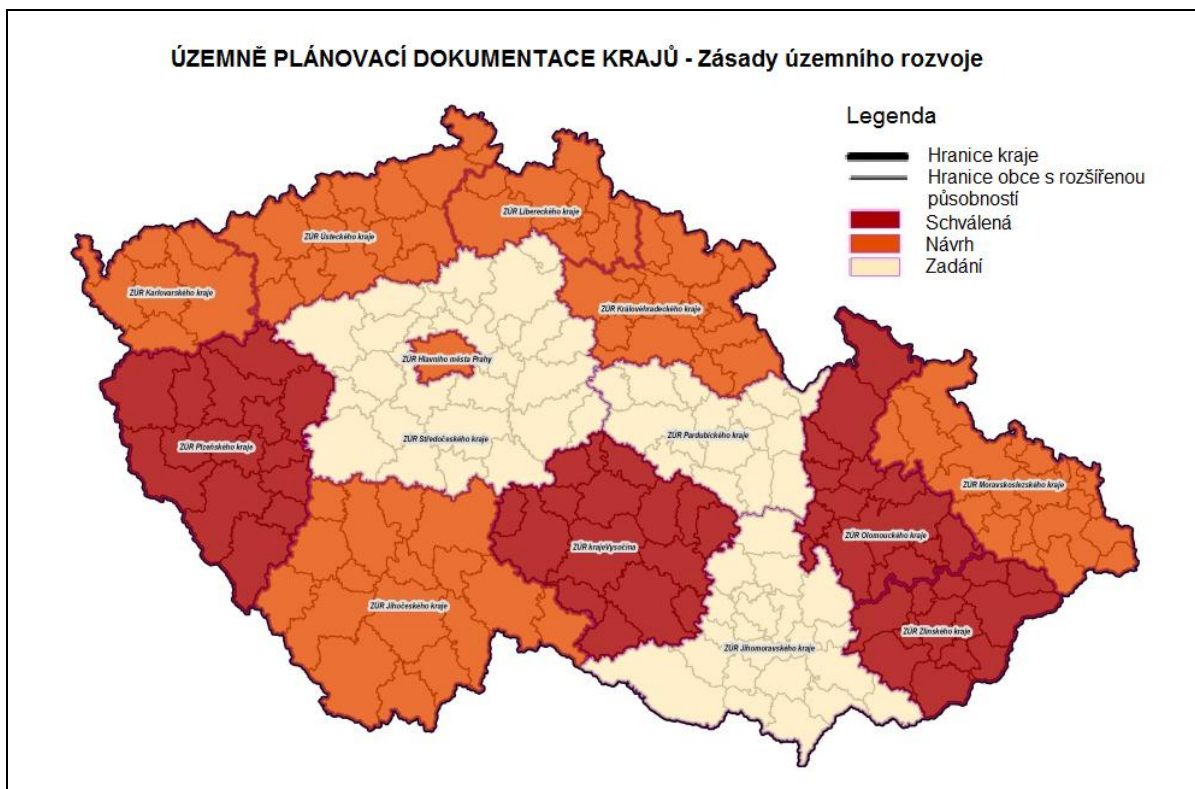 ÚZEMNĚ PLÁNOVACÍ DOKUMENTACE KRAJŮ - Zásady územního rozvoje
Legenda
Hranice kraje
Hranice obce s rozšířenou
působností
Schválená
Návrh
Zadání
ZÚR Libereckého kraje
ZÚR Ústeckého kraje
ZÚR Karlovarského kraje
ZÚR Královéhradeckého kraje
ZÚR Hlavního města Prahy
ZÚR Středočeského kraje
ZÚR Pardubického kraje
ZÚR Plzeňského kraje
ZÚR Moravskoslezského kraje
ZÚR Olomouckého kraje
ZÚR krajeVysočina
ZÚR Jihočeského kraje
ZÚR Zlínského kraje
ZÚR Jihomoravského kraje